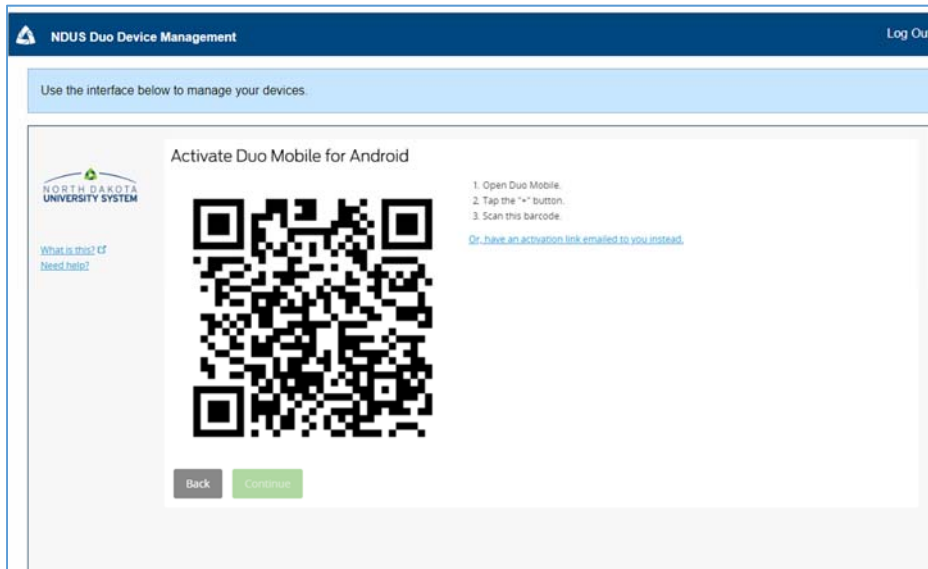 NDUS Duo Device Management
Log Ou
Use the interface below to manage your devices.
NORTH DAKOTA
UNIVERSITY SYSTEM
What is this?
Need help?
Activate Duo Mobile for Android
1. Open Duo Mobile.
2. Tap the "+" button.
3. Scan this barcode.
Or, have an activation link emailed to you instead.
Back
Continue